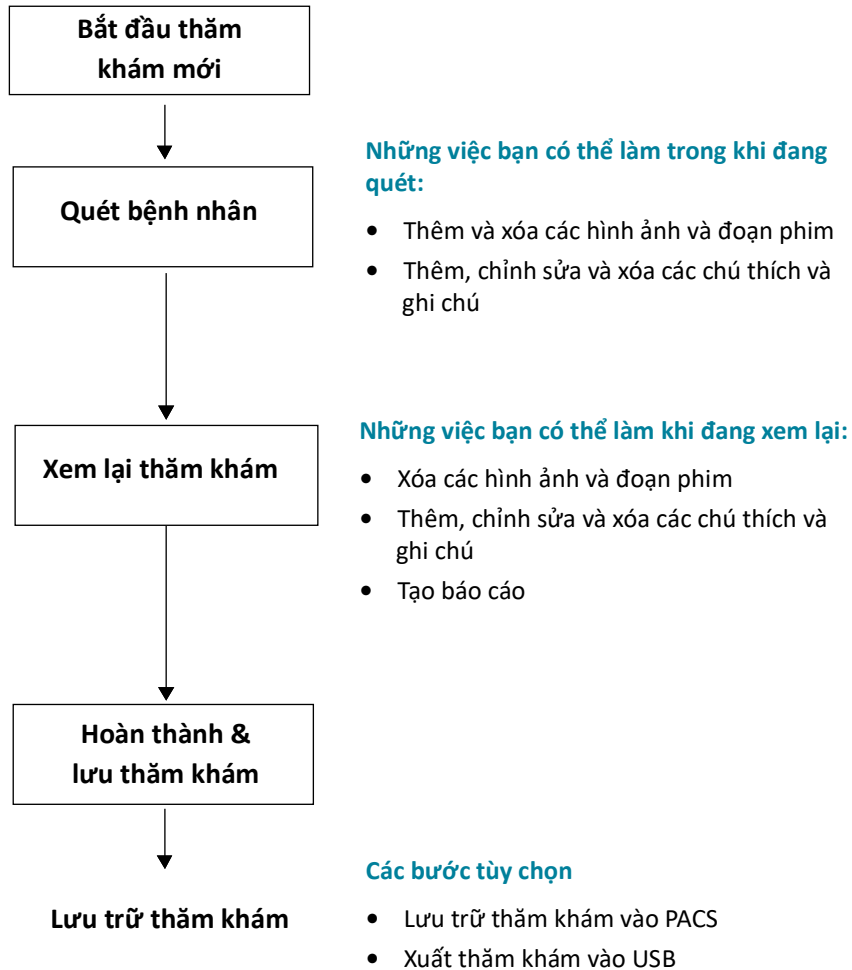 Bắt đầu thăm
khám mới
Quét bệnh nhân
Những việc bạn có thể làm trong khi đang
quét:
• Thêm và xóa các hình ảnh và đoạn phim
• Thêm, chỉnh sửa và xóa các chú thích và
ghi chú
Xem lại thăm khám
Những việc bạn có thể làm khi đang xem lại:
• Xóa các hình ảnh và đoạn phim
• Thêm, chỉnh sửa và xóa các chú thích và
ghi chú
• Tạo báo cáo
Hoàn thành &
lưu thăm khám
Lưu trữ thăm khám
Các bước tùy chọn
• Lưu trữ thăm khám vào PACS
• Xuất thăm khám vào USB